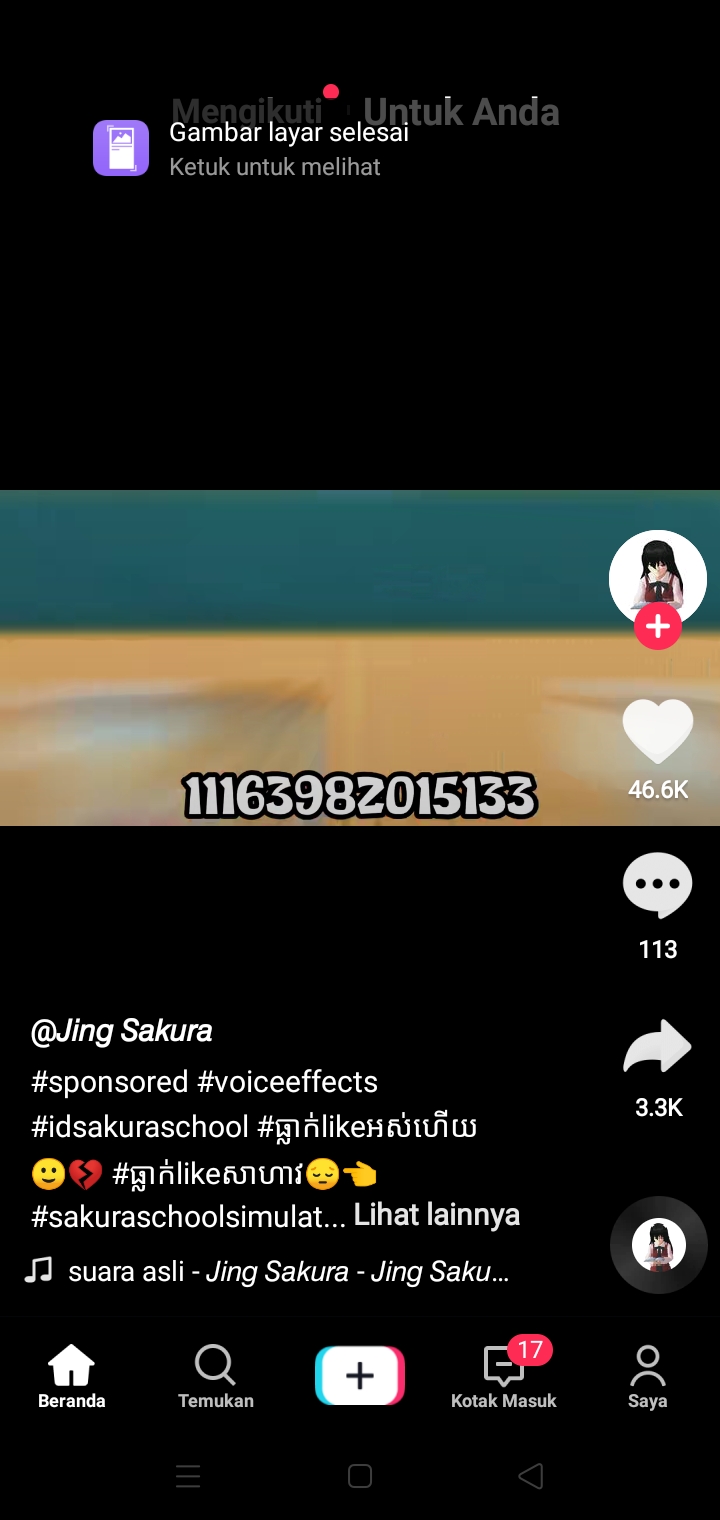 Mengikuti Untuk Anda
Gambar layar selesai
Ketuk untuk melihat
11163982015133
46.6K
113
@Jing Sakura
#sponsored #voiceeffects
#idsakuraschool #ធ្លាក់likeអស់ហើយ
🙂💔 #ធ្លាក់likeសាហាវ😔👈
#sakuraschoolsimulat... Lihat lainnya
3.3K
suara asli - Jing Sakura - Jing Saku...
17
Beranda Temukan Kotak Masuk Saya